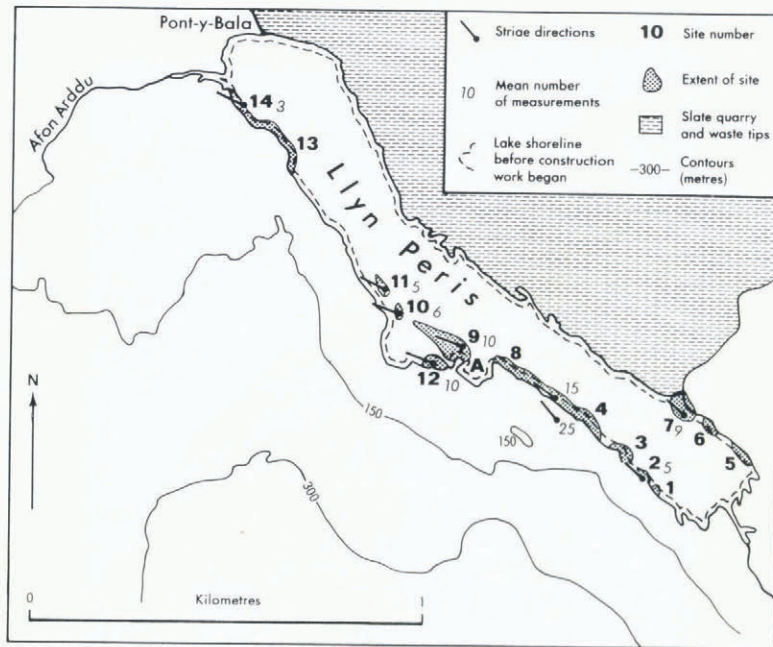 Pont-y-Bala
Afon Arddu
Llyn Peris
Striae directions
10 Site number
10 Mean number
of measurements
Extent of site
Slate quarry
and waste tips
Lake shoreline
before construction
work began
–300– Contours
(metres)
14 3
13
11 5
10 6
9 10
12 10
A
8
15
4
25
3
2 5
1
7 9
6
5
150
150
300
N
0 Kilometres 1